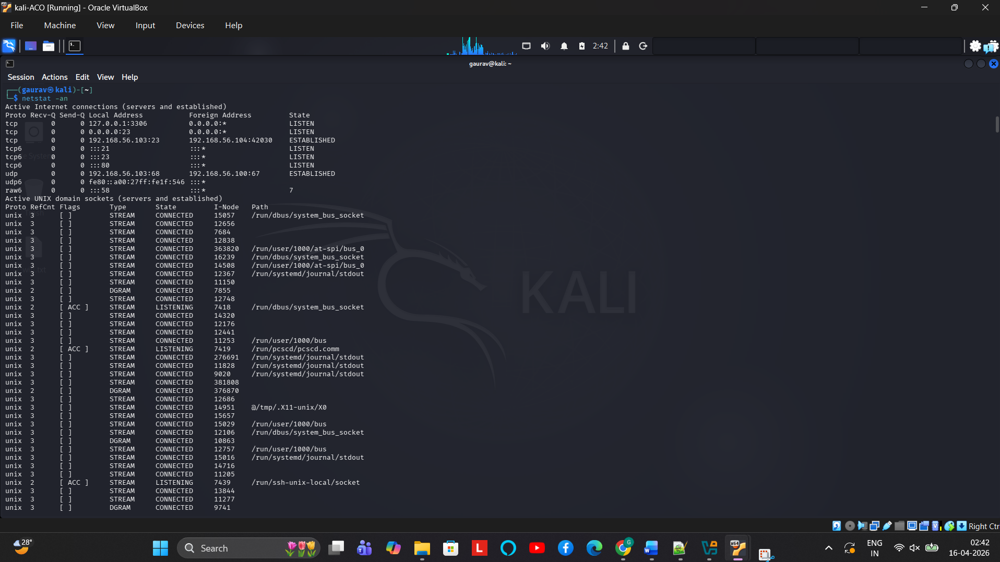 kali-ACO [Running] - Oracle VirtualBox
File Machine View Input Devices Help
2:42
gaurav@kali: ~
Session Actions Edit View Help
┌──(gaurav㉿kali)-[~]
└─$ netstat -an
Active Internet connections (servers and established)
Proto Recv-Q Send-Q Local Address Foreign Address State
tcp 0 0 127.0.0.1:3306 0.0.0.0:* LISTEN
tcp 0 0 0.0.0.0:23 0.0.0.0:* LISTEN
tcp 0 0 192.168.56.103:23 192.168.56.104:42030 ESTABLISHED
tcp6 0 0 :::21 :::* LISTEN
tcp6 0 0 :::23 :::* LISTEN
tcp6 0 0 :::80 :::* LISTEN
udp 0 0 192.168.56.103:68 192.168.56.100:67 ESTABLISHED
udp6 0 0 fe80::a00:27ff:fe1f:546 :::*
raw6 0 0 :::58 :::* 7
Active UNIX domain sockets (servers and established)
Proto RefCnt Flags Type State I-Node Path
unix 3 [ ] STREAM CONNECTED 15057 /run/dbus/system_bus_socket
unix 3 [ ] STREAM CONNECTED 12656
unix 3 [ ] STREAM CONNECTED 7684
unix 3 [ ] STREAM CONNECTED 12838
unix 3 [ ] STREAM CONNECTED 363820 /run/user/1000/at-spi/bus_0
unix 3 [ ] STREAM CONNECTED 16239 /run/dbus/system_bus_socket
unix 3 [ ] STREAM CONNECTED 14508 /run/user/1000/at-spi/bus_0
unix 3 [ ] STREAM CONNECTED 12367 /run/systemd/journal/stdout
unix 3 [ ] STREAM CONNECTED 11150
unix 2 [ ] DGRAM CONNECTED 7855
unix 3 [ ] STREAM CONNECTED 12748
unix 2 [ ACC ] STREAM LISTENING 7418 /run/dbus/system_bus_socket
unix 3 [ ] STREAM CONNECTED 14320
unix 3 [ ] STREAM CONNECTED 12176
unix 3 [ ] STREAM CONNECTED 12441
unix 3 [ ] STREAM CONNECTED 11253 /run/user/1000/bus
unix 2 [ ACC ] STREAM LISTENING 7419 /run/pcscd/pcscd.comm
unix 3 [ ] STREAM CONNECTED 276691 /run/systemd/journal/stdout
unix 3 [ ] STREAM CONNECTED 11828 /run/systemd/journal/stdout
unix 3 [ ] STREAM CONNECTED 9020 /run/systemd/journal/stdout
unix 3 [ ] STREAM CONNECTED 381808
unix 2 [ ] DGRAM CONNECTED 376870
unix 3 [ ] STREAM CONNECTED 12686
unix 3 [ ] STREAM CONNECTED 14951 @/tmp/.X11-unix/X0
unix 3 [ ] STREAM CONNECTED 15657
unix 3 [ ] STREAM CONNECTED 15029 /run/user/1000/bus
unix 3 [ ] STREAM CONNECTED 12106 /run/dbus/system_bus_socket
unix 3 [ ] DGRAM CONNECTED 10863
unix 3 [ ] STREAM CONNECTED 12757 /run/user/1000/bus
unix 3 [ ] STREAM CONNECTED 15016 /run/systemd/journal/stdout
unix 3 [ ] STREAM CONNECTED 14716
unix 3 [ ] STREAM CONNECTED 11205
unix 2 [ ACC ] STREAM LISTENING 7439 /run/ssh-unix-local/socket
unix 3 [ ] STREAM CONNECTED 13844
unix 3 [ ] STREAM CONNECTED 11277
unix 3 [ ] DGRAM CONNECTED 9741
KALI
Right Ctr
28°
Search
ENG
IN
02:42
16-04-2026